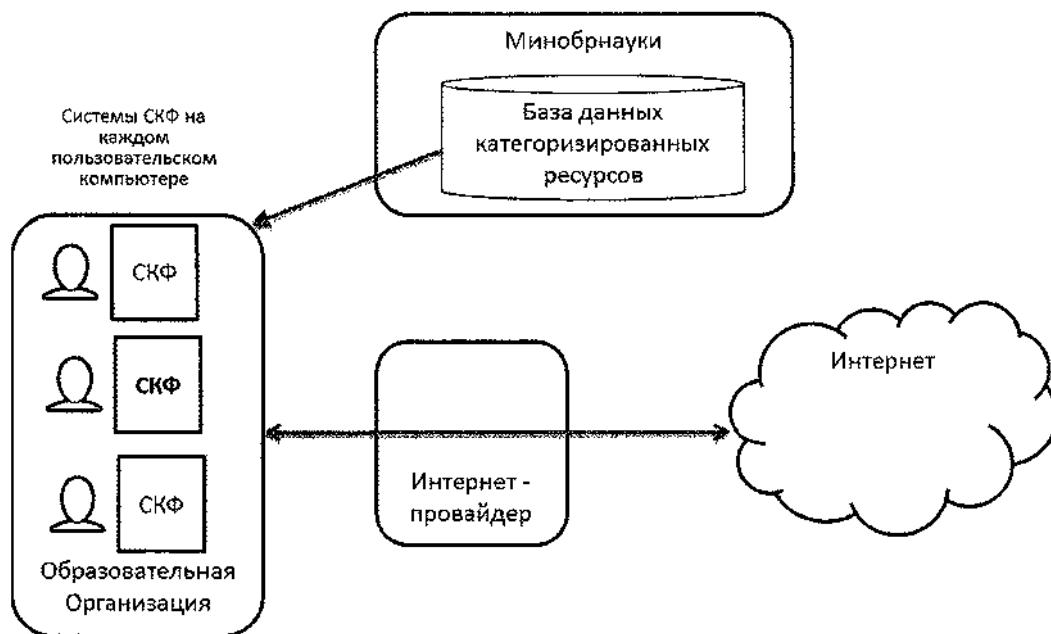 Минобрнауки
База данных
категоризированных
ресурсов
Системы СКФ на
каждом
пользовательском
компьютере
СКФ
СКФ
СКФ
Образовательная
Организация
Интернет -
провайдер
Интернет